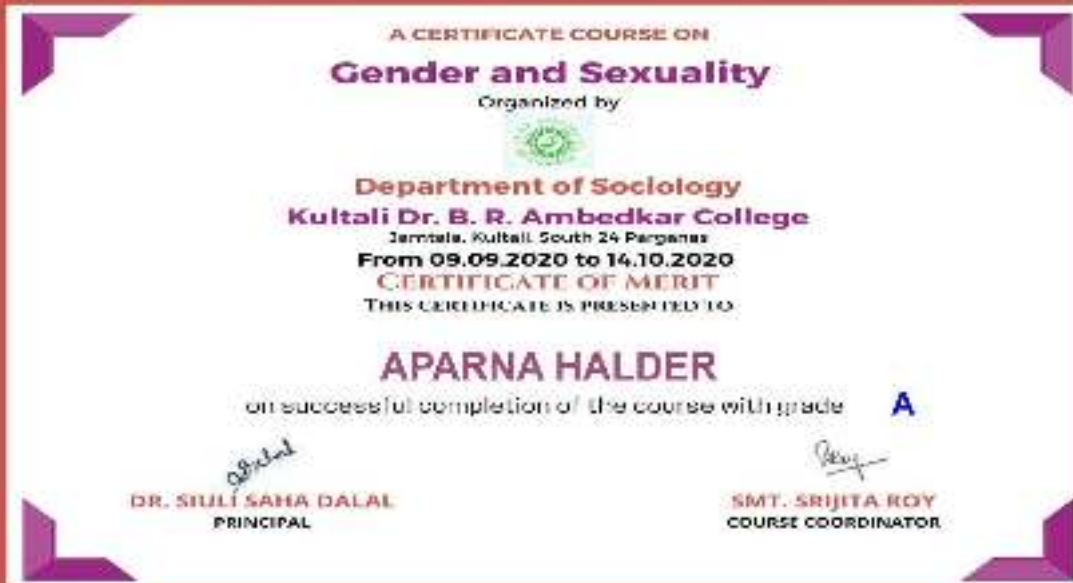 A CERTIFICATE COURSE ON
Gender and Sexuality
Organized by
Department of Sociology
Kultali Dr. B. R. Ambedkar College
Jamtala, Kultali, South 24 Parganas
From 09.09.2020 to 14.10.2020
CERTIFICATE OF MERIT
THIS CERTIFICATE IS PRESENTED TO
APARNA HALDER
on successful completion of the course with grade A
DR. SIULI SAHA DALAL SMT. SRIJITA ROY
PRINCIPAL COURSE COORDINATOR